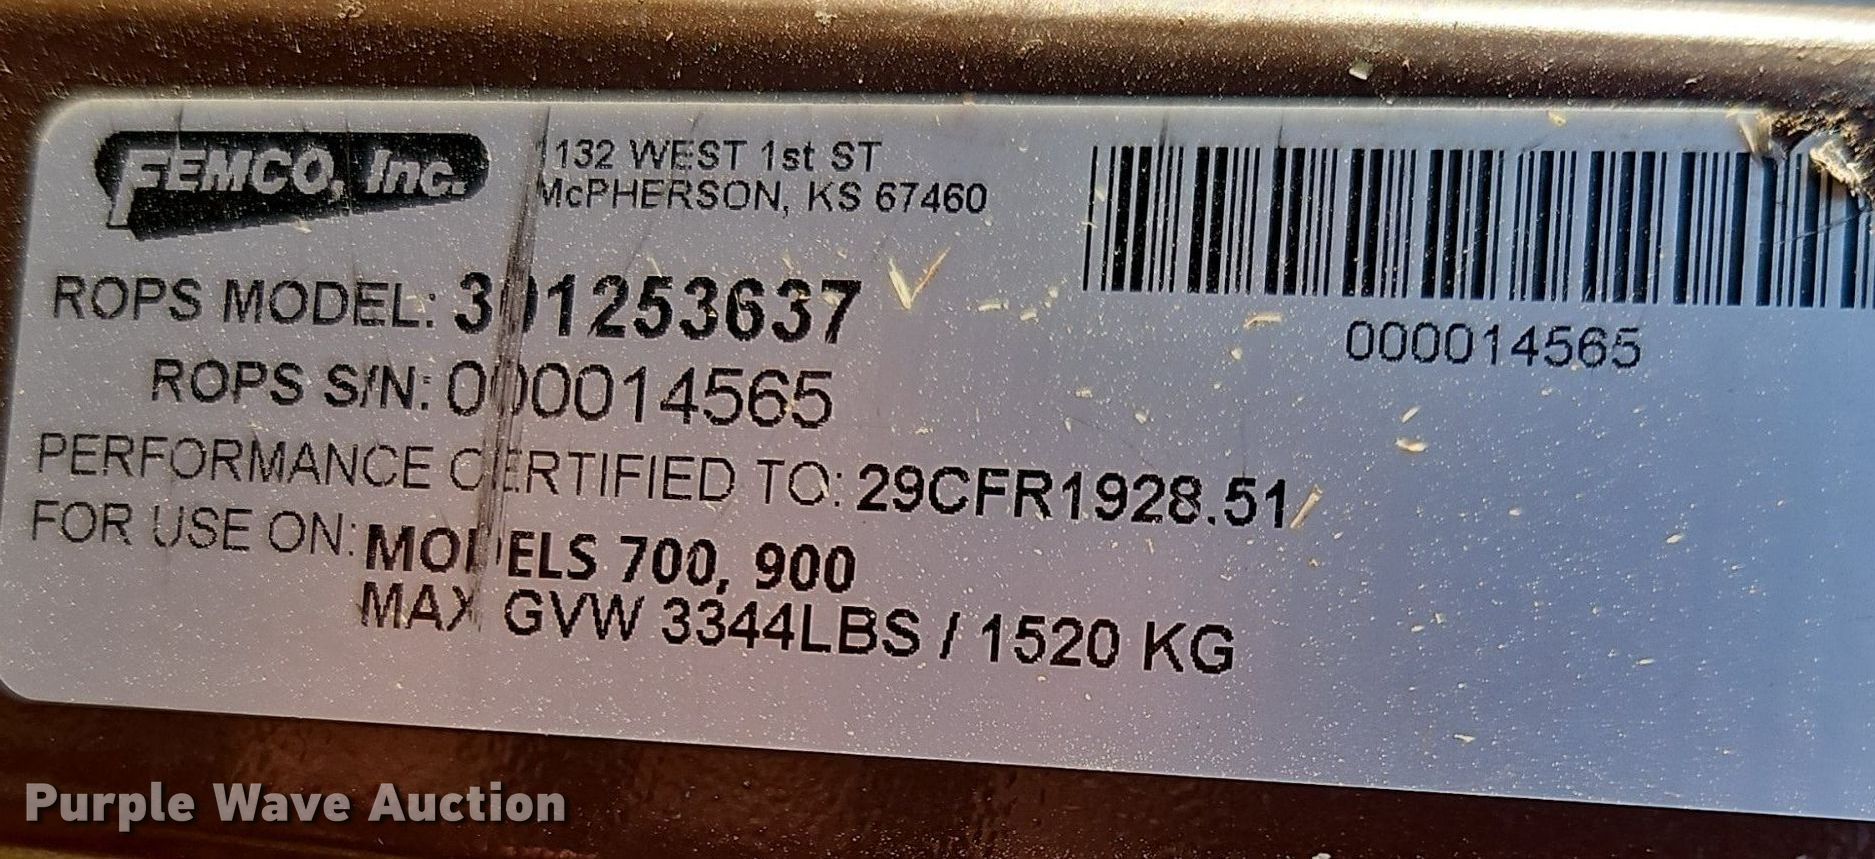 FEMCO, Inc.
1132 WEST 1st ST
McPHERSON, KS 67460
ROPS MODEL: 301253637
ROPS S/N: 000014565
PERFORMANCE CERTIFIED TO: 29CFR1928.51
FOR USE ON: MODELS 700, 900
MAX GVW 3344LBS / 1520 KG
000014565
Purple Wave Auction